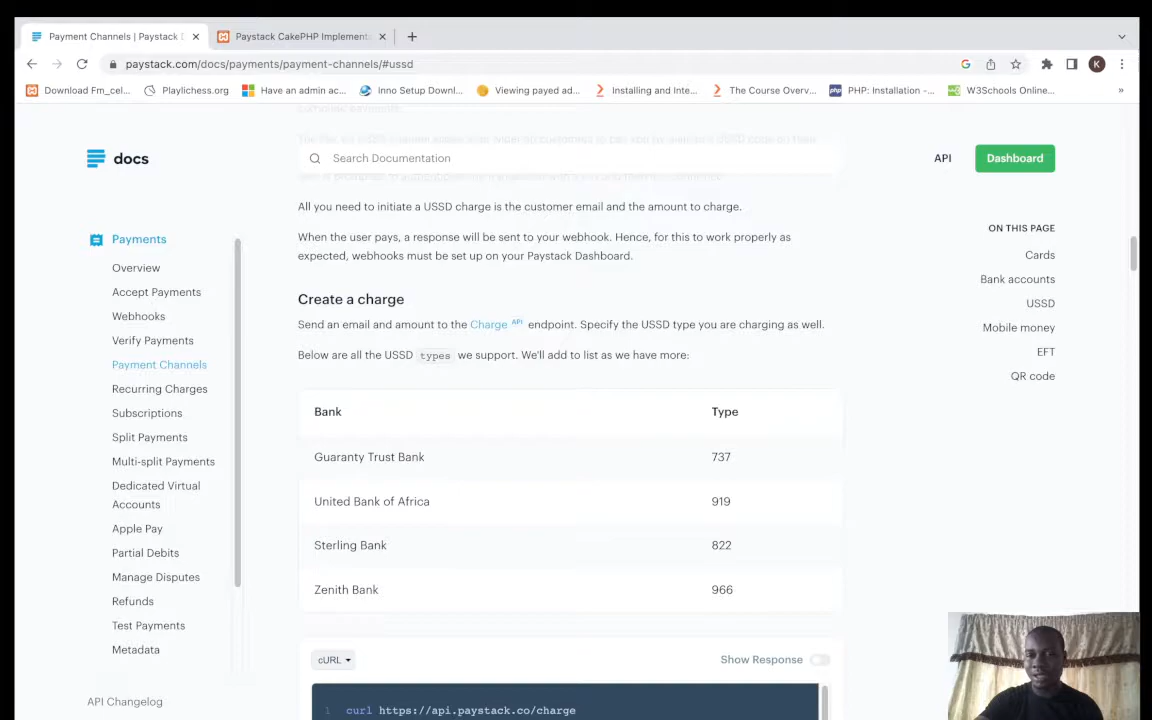 Payment Channels | Paystack D
Paystack CakePHP Implement
paystack.com/docs/payments/payment-channels/#ussd
K
Download Fm_cel...
Playlichess.org
Have an admin ac...
Inno Setup Downl...
Viewing payed ad...
Installing and Inte...
The Course Overv...
php
PHP: Installation -...
W3Schools Online...
»
docs
Search Documentation
API
Dashboard
Payments
Overview
Accept Payments
Webhooks
Verify Payments
Payment Channels
Recurring Charges
Subscriptions
Split Payments
Multi-split Payments
Dedicated Virtual
Accounts
Apple Pay
Partial Debits
Manage Disputes
Refunds
Test Payments
Metadata
API Changelog
All you need to initiate a USSD charge is the customer email and the amount to charge.
When the user pays, a response will be sent to your webhook. Hence, for this to work properly as
expected, webhooks must be set up on your Paystack Dashboard.
Create a charge
Send an email and amount to the Charge API endpoint. Specify the USSD type you are charging as well.
Below are all the USSD types we support. We'll add to list as we have more:
Bank Type
Guaranty Trust Bank 737
United Bank of Africa 919
Sterling Bank 822
Zenith Bank 966
cURL
Show Response
1 curl https://api.paystack.co/charge
ON THIS PAGE
Cards
Bank accounts
USSD
Mobile money
EFT
QR code